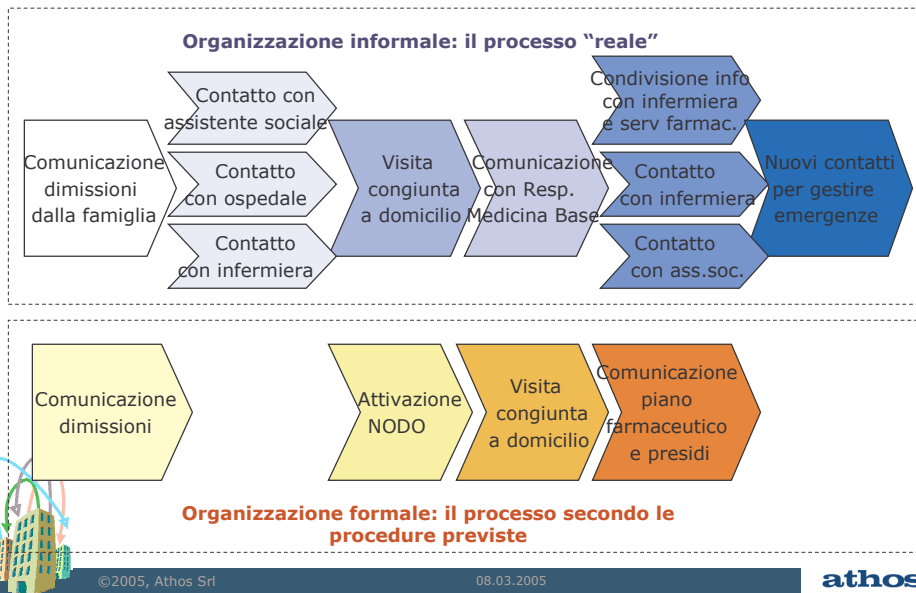 Organizzazione informale: il processo “reale”
Comunicazione
dimissioni
dalla famiglia
Contatto con
assistente sociale
Contatto
con ospedale
Contatto
con infermiera
Visita
congiunta
a domicilio
Comunicazione
con Resp.
Medicina Base
Condivisione info
con infermiera
e serv farmac.
Contatto
con infermiera
Contatto
con ass.soc.
Nuovi contatti
per gestire
emergenze
Comunicazione
dimissioni
Attivazione
NODO
Visita
congiunta
a domicilio
Comunicazione
piano
farmaceutico
e presidi
Organizzazione formale: il processo secondo le
procedure previste
©2005, Athos Srl
08.03.2005
athos